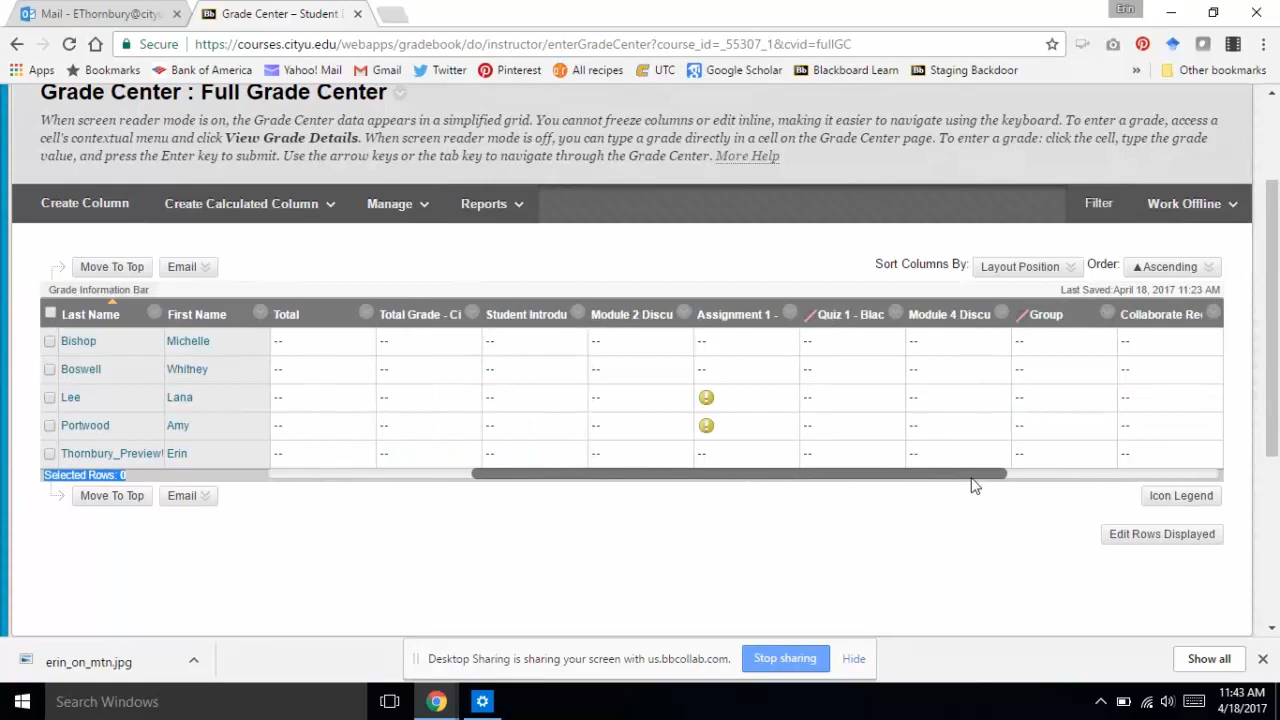 Mail - EThornbury@cityu
Grade Center – Student
Erin
Secure
https://courses.cityu.edu/webapps/gradebook/do/instructor/enterGradeCenter?course_id=_55307_1&cvid=fullGC
Apps
Bookmarks
Bank of America
Yahoo! Mail
Gmail
Twitter
Pinterest
All recipes
UTC
Google Scholar
Bb Blackboard Learn
Bb Staging Backdoor
»
Other bookmarks
Grade Center : Full Grade Center
When screen reader mode is on, the Grade Center data appears in a simplified grid. You cannot freeze columns or edit inline, making it easier to navigate using the keyboard. To enter a grade, access a
cell's contextual menu and click View Grade Details. When screen reader mode is off, you can type a grade directly in a cell on the Grade Center page. To enter a grade: click the cell, type the grade
value, and press the Enter key to submit. Use the arrow keys or the tab key to navigate through the Grade Center. More Help
Create Column Create Calculated Column Manage Reports Filter Work Offline
Move To Top Email Sort Columns By: Layout Position Order: ▲Ascending
Grade Information Bar Last Saved:April 18, 2017 11:23 AM
Last Name First Name Total Total Grade - Ci Student Introdu Module 2 Discu Assignment 1 - Quiz 1 - Blac Module 4 Discu Group Collaborate Re
Bishop Michelle -- -- -- -- -- -- -- -- --
Boswell Whitney -- -- -- -- -- -- -- -- --
Lee Lana -- -- -- -- -- -- -- --
Portwood Amy -- -- -- -- -- -- -- --
Thornbury_Preview Erin -- -- -- -- -- -- -- -- --
Selected Rows: 0
Move To Top Email Icon Legend
Edit Rows Displayed
erin_on_mtn.jpg
Desktop Sharing is sharing your screen with us.bbcollab.com. Stop sharing Hide
Show all
Search Windows
11:43 AM
4/18/2017